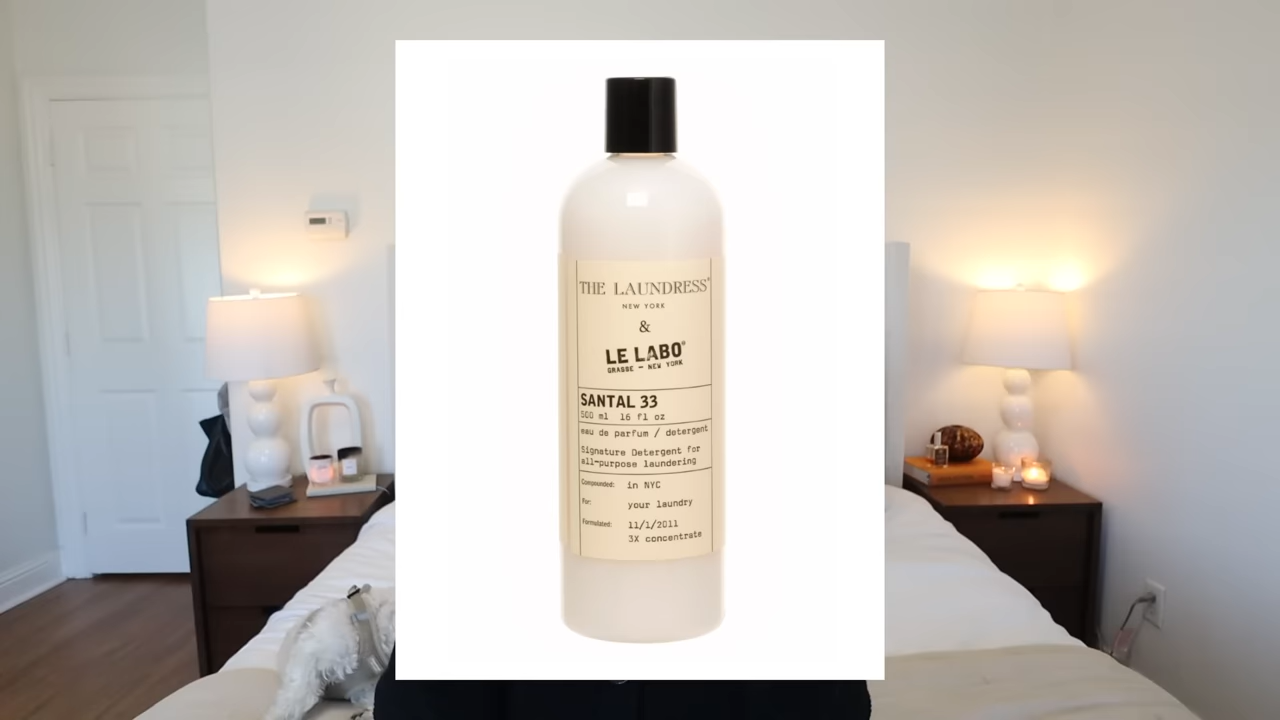 THE LAUNDRESS®
NEW YORK
&
LE LABO®
GRASSE — NEW YORK
SANTAL 33
500 ml 16 fl oz
eau de parfum / detergent
Signature Detergent for
all-purpose laundering
Compounded: in NYC
For: your laundry
Formulated: 11/1/2011
3X concentrate